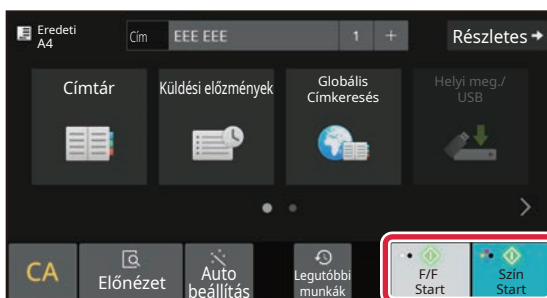 Eredeti
A4
Cím EEE EEE 1 +
Részletes
Címtár
Küldési előzmények
Globális
Címkeresés
Helyi meg./
USB
CA
Előnézet
Auto
beállítás
Legutóbbi
munkák
F/F
Start
Szín
Start